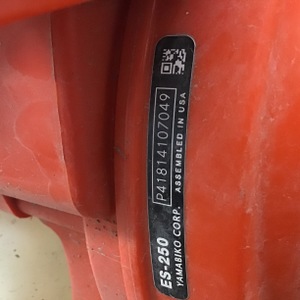 ES-250
YAMABIKO CORP.
P41814107049
ASSEMBLED IN USA